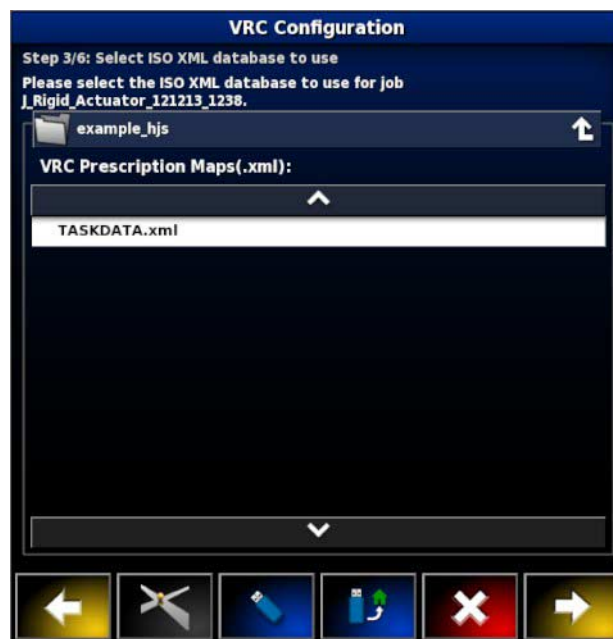 VRC Configuration
Step 3/6: Select ISO XML database to use
Please select the ISO XML database to use for job
J_Rigid_Actuator_121213_1238.
example_hjs
VRC Prescription Maps(.xml):
TASKDATA.xml